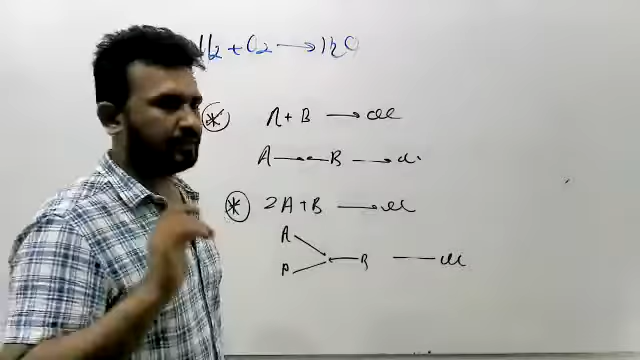 H2 + O2 → H2O
* A + B →
A → ← B →
* 2A + B →
A
A ← B —